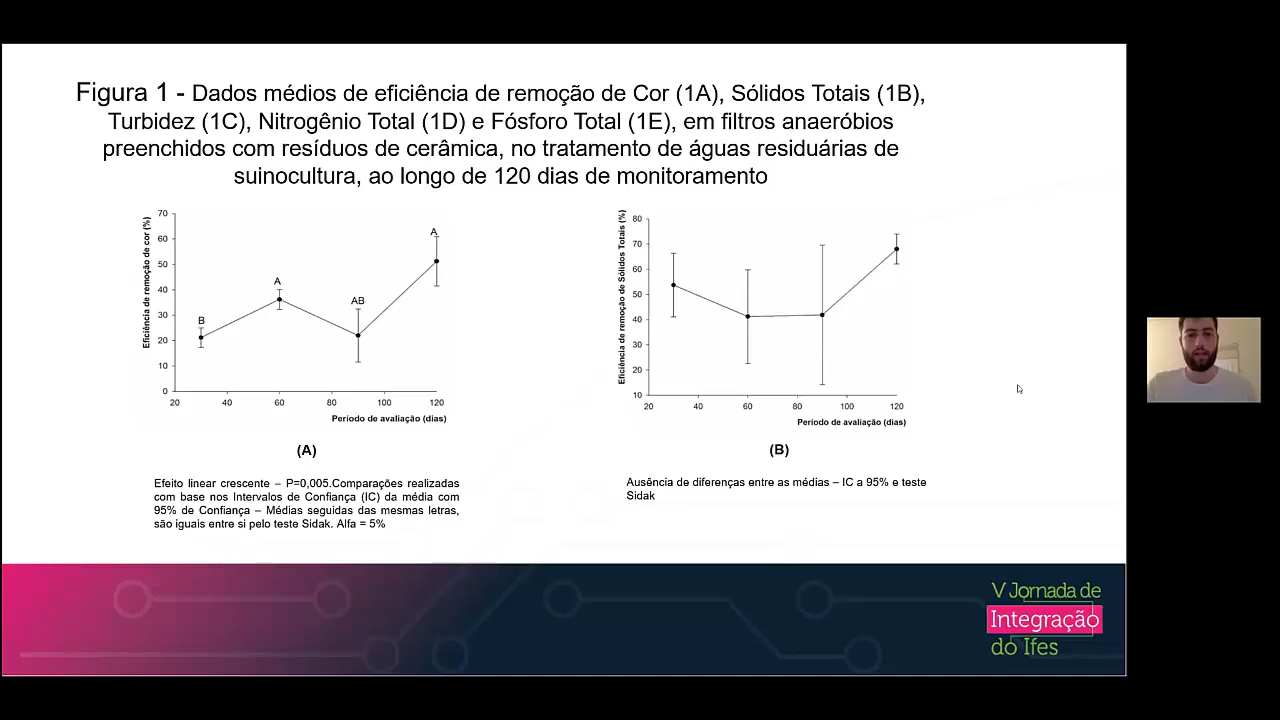 Figura 1 - Dados médios de eficiência de remoção de Cor (1A), Sólidos Totais (1B),
Turbidez (1C), Nitrogênio Total (1D) e Fósforo Total (1E), em filtros anaeróbios
preenchidos com resíduos de cerâmica, no tratamento de águas residuárias de
suinocultura, ao longo de 120 dias de monitoramento
Eficiência de remoção de cor (%)
70
60
50
40
30
20
10
0
B
A
AB
A
20 40 60 80 100 120
Período de avaliação (dias)
(A)
Efeito linear crescente – P=0,005.Comparações realizadas
com base nos Intervalos de Confiança (IC) da média com
95% de Confiança – Médias seguidas das mesmas letras,
são iguais entre si pelo teste Sidak. Alfa = 5%
Eficiência de remoção de Sólidos Totais (%)
80
70
60
50
40
30
20
10
20 40 60 80 100 120
Período de avaliação (dias)
(B)
Ausência de diferenças entre as médias – IC a 95% e teste
Sidak
V Jornada de
Integração
do Ifes